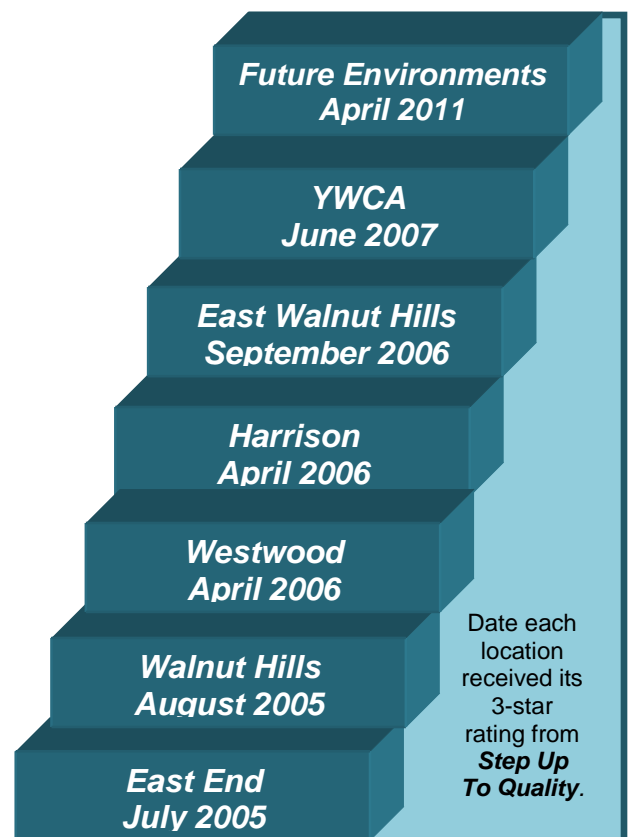 Future Environments
April 2011
YWCA
June 2007
East Walnut Hills
September 2006
Harrison
April 2006
Westwood
April 2006
Walnut Hills
August 2005
East End
July 2005
Date each
location
received its
3-star
rating from
Step Up
To Quality.